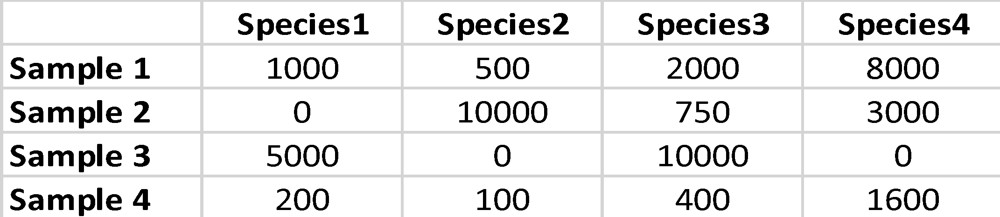 Species1 Species2 Species3 Species4
Sample 1 1000 500 2000 8000
Sample 2 0 10000 750 3000
Sample 3 5000 0 10000 0
Sample 4 200 100 400 1600